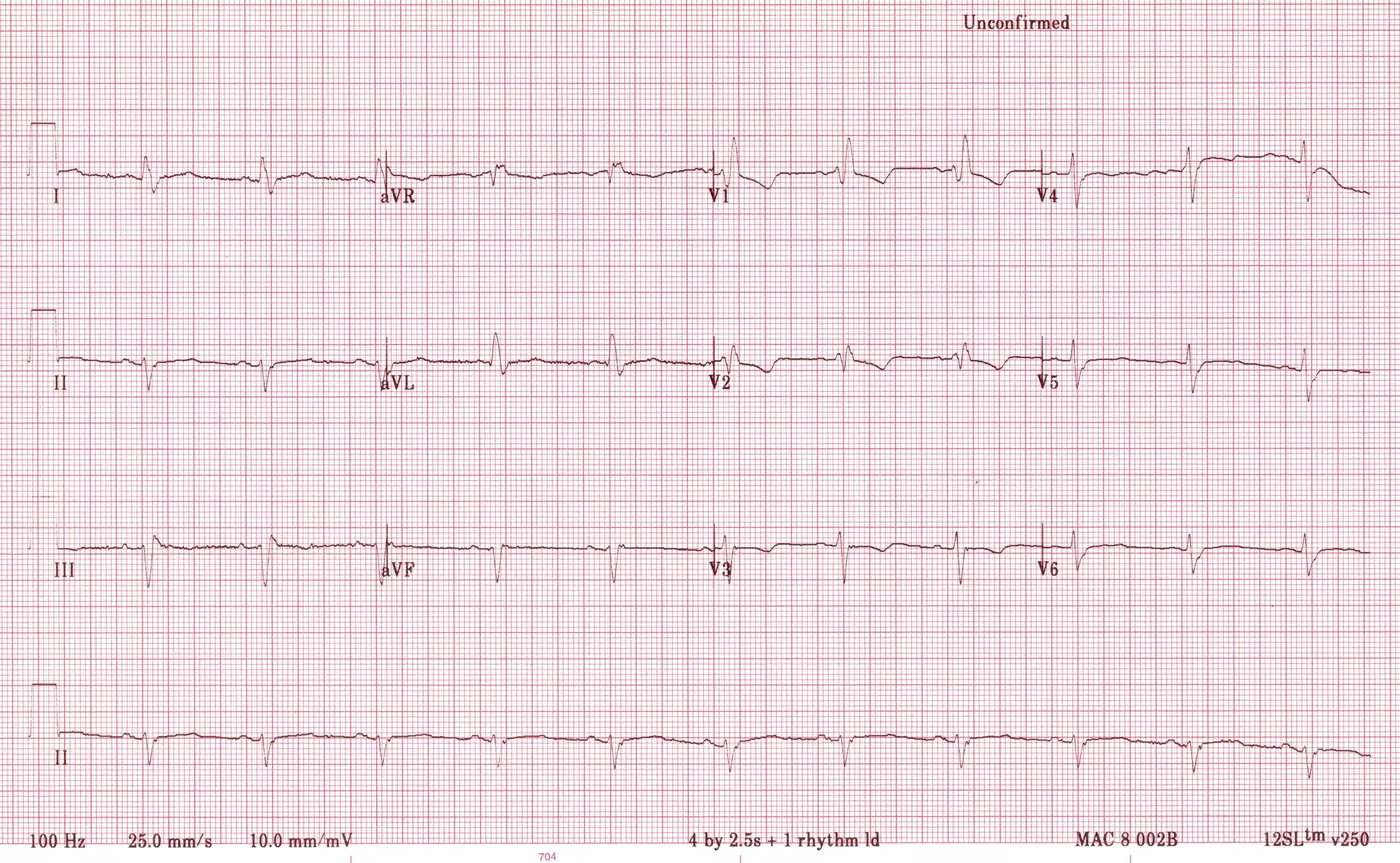 Unconfirmed
I aVR V1 V4
II aVL V2 V5
III aVF V3 V6
II
100 Hz 25.0 mm/s 10.0 mm/mV 4 by 2.5s + 1 rhythm ld MAC 8 002B 12SL™ v250
704